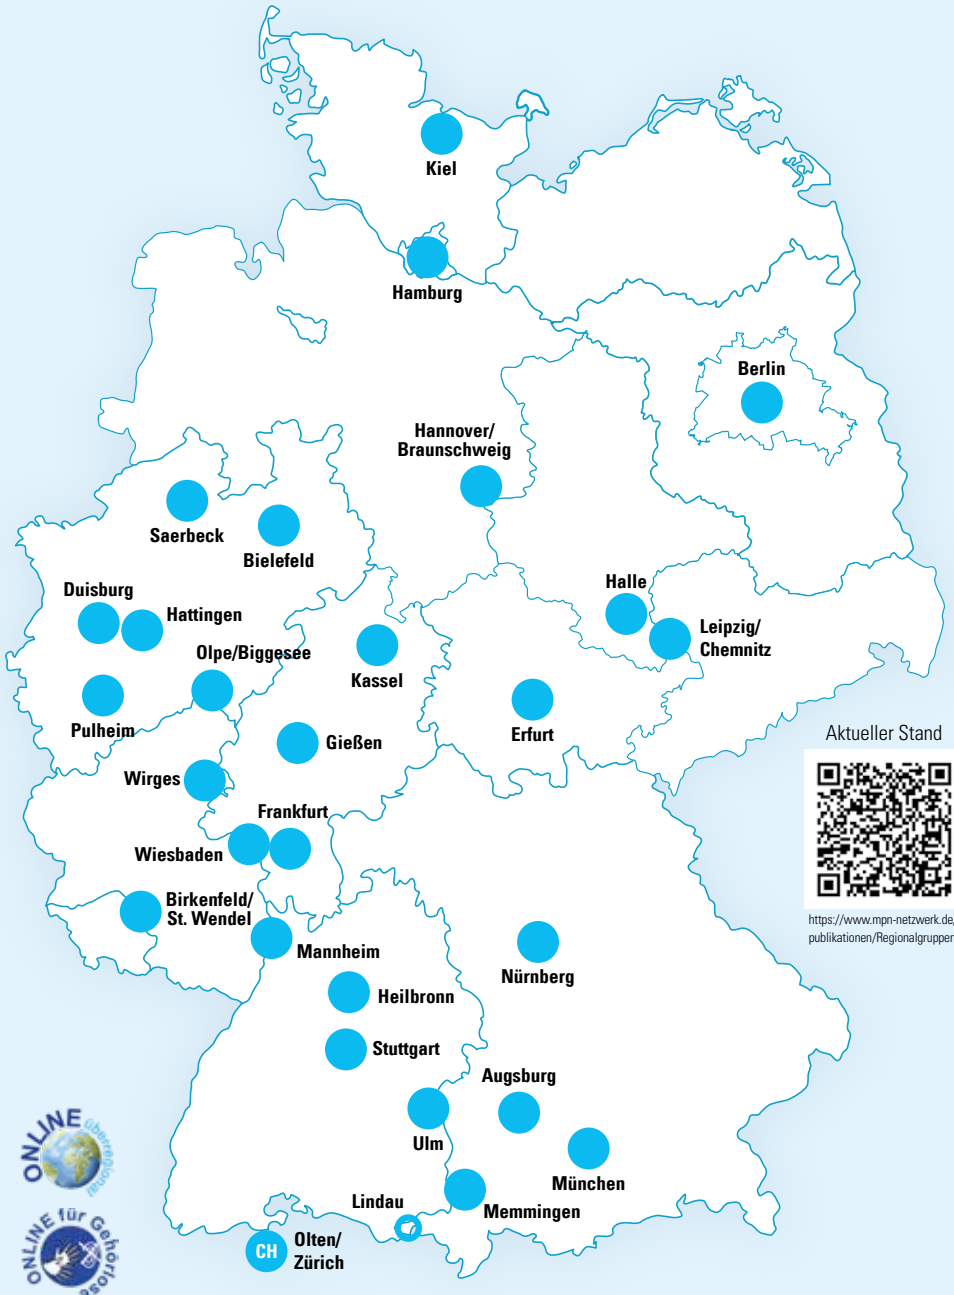 Kiel
Hamburg
Berlin
Hannover/
Braunschweig
Saerbeck
Bielefeld
Duisburg
Hattingen
Halle
Leipzig/
Chemnitz
Olpe/Biggesee
Kassel
Pulheim
Erfurt
Gießen
Aktueller Stand
Wirges
Frankfurt
Wiesbaden
Birkenfeld/
St. Wendel
https://www.mpn-netzwerk.de/
publikationen/Regionalgruppen
Mannheim
Nürnberg
Heilbronn
Stuttgart
Augsburg
Ulm
München
Lindau
Memmingen
CH
Olten/
Zürich
ONLINE überregional
ONLINE für Gehörlose